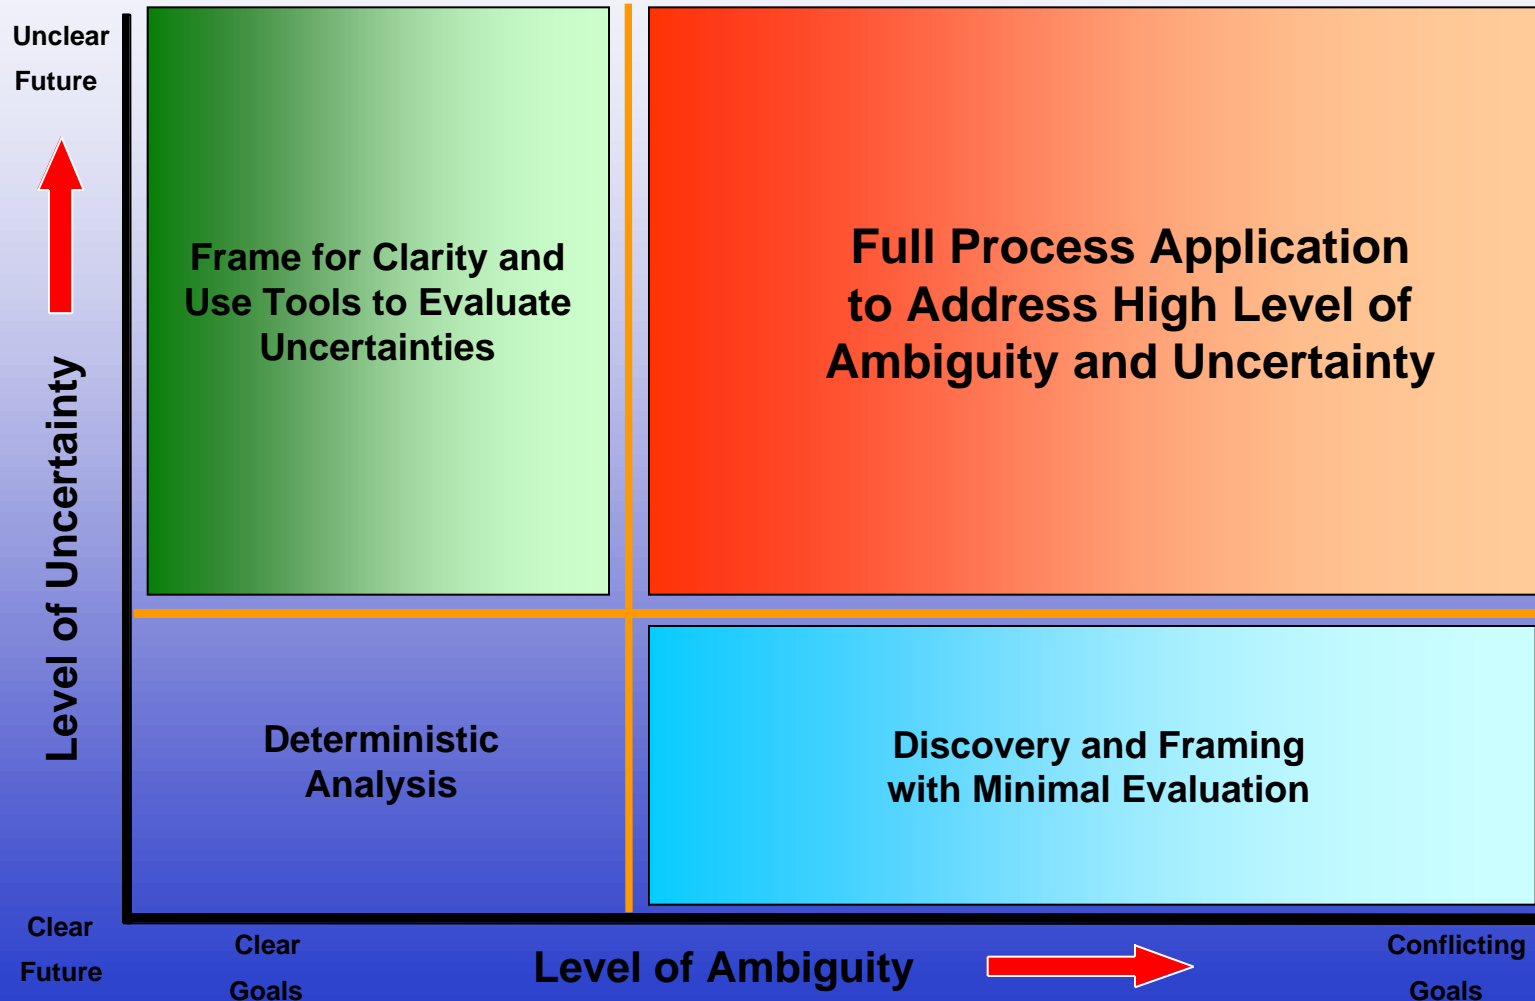 Unclear
Future
Level of Uncertainty
Frame for Clarity and
Use Tools to Evaluate
Uncertainties
Full Process Application
to Address High Level of
Ambiguity and Uncertainty
Deterministic
Analysis
Discovery and Framing
with Minimal Evaluation
Clear
Future
Clear
Goals
Level of Ambiguity
Conflicting
Goals